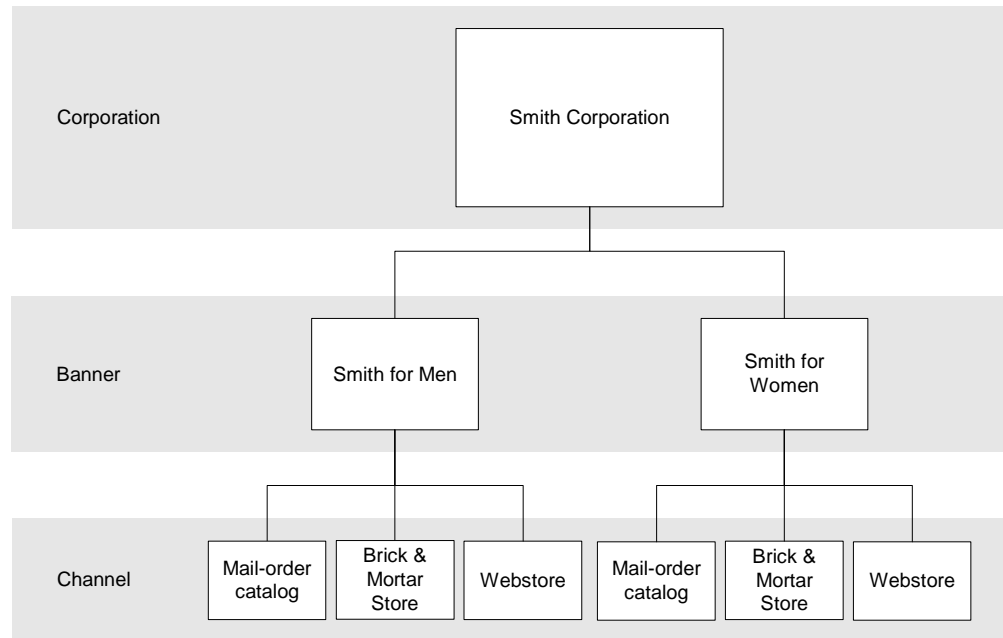 Corporation
Smith Corporation
Banner
Smith for Men
Smith for
Women
Channel
Mail-order
catalog
Brick &
Mortar
Store
Webstore
Mail-order
catalog
Brick &
Mortar
Store
Webstore